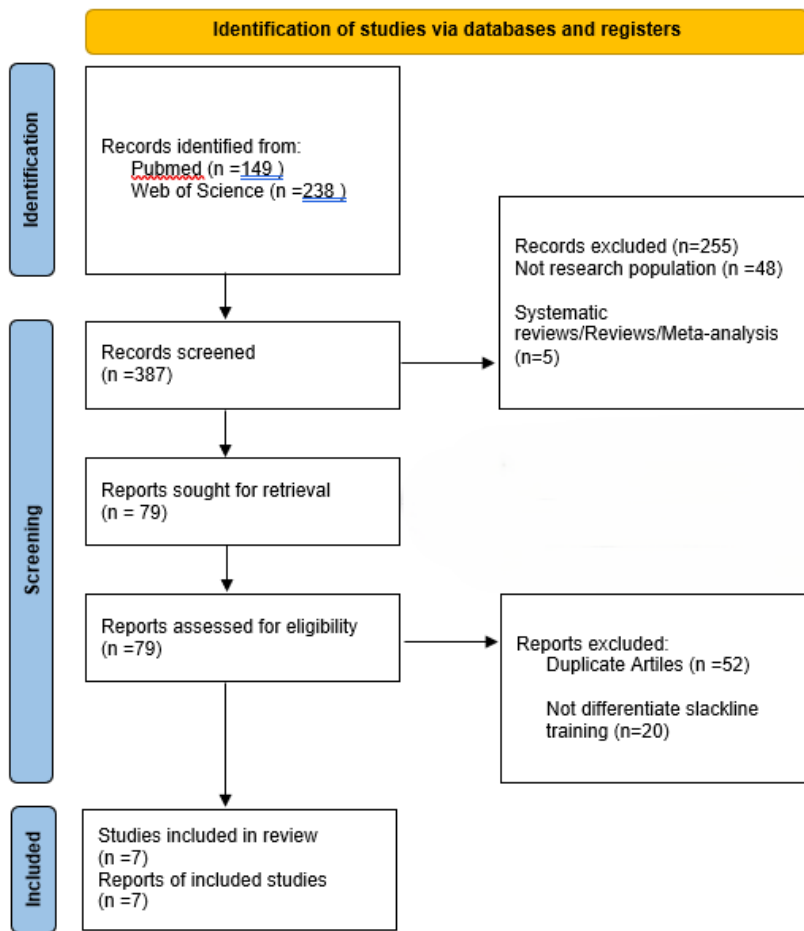 Identification of studies via databases and registers
Identification
Records identified from:
Pubmed (n =149 )
Web of Science (n =238 )
Records excluded (n=255)
Not research population (n =48)
Systematic
reviews/Reviews/Meta-analysis
(n=5)
Screening
Records screened
(n =387)
Reports sought for retrieval
(n = 79)
Reports assessed for eligibility
(n =79)
Reports excluded:
Duplicate Artiles (n =52)
Not differentiate slackline
training (n=20)
Included
Studies included in review
(n =7)
Reports of included studies
(n =7)